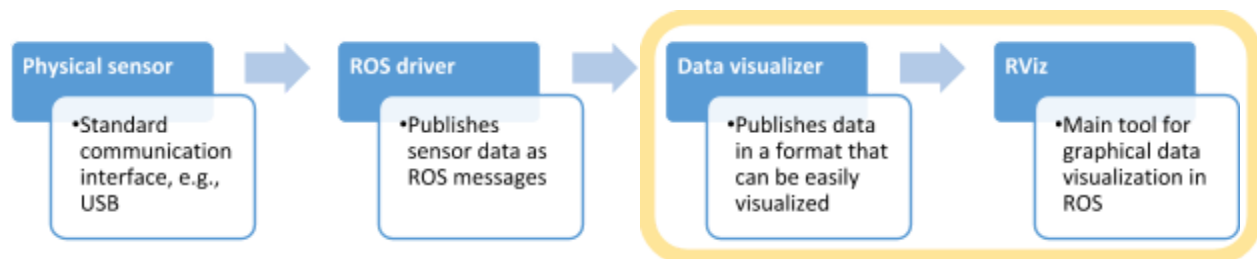 Physical sensor
•Standard
communication
interface, e.g.,
USB
ROS driver
•Publishes
sensor data as
ROS messages
Data visualizer
•Publishes data
in a format that
can be easily
visualized
RViz
•Main tool for
graphical data
visualization in
ROS